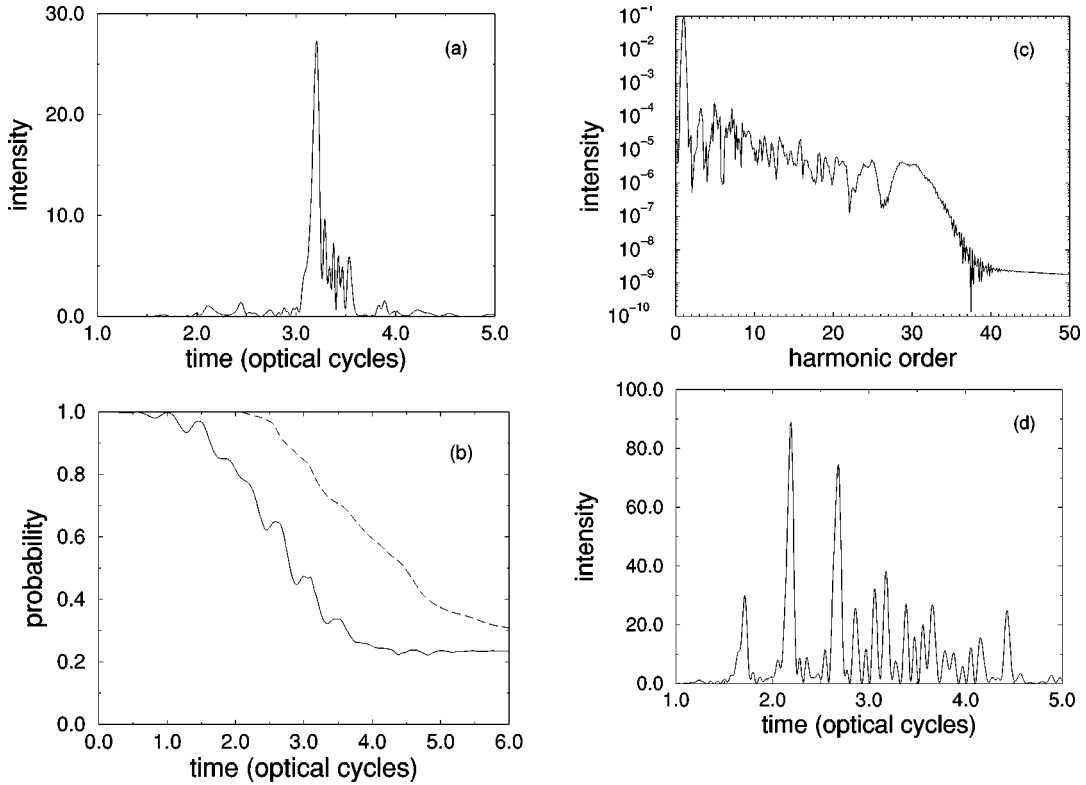 30.0
20.0
10.0
0.0
1.0 2.0 3.0 4.0 5.0
intensity
time (optical cycles)
(a)
10⁻¹
10⁻²
10⁻³
10⁻⁴
10⁻⁵
10⁻⁶
10⁻⁷
10⁻⁸
10⁻⁹
10⁻¹⁰
0 10 20 30 40 50
intensity
harmonic order
(c)
1.0
0.8
0.6
0.4
0.2
0.0
0.0 1.0 2.0 3.0 4.0 5.0 6.0
probability
time (optical cycles)
(b)
100.0
80.0
60.0
40.0
20.0
0.0
1.0 2.0 3.0 4.0 5.0
intensity
time (optical cycles)
(d)